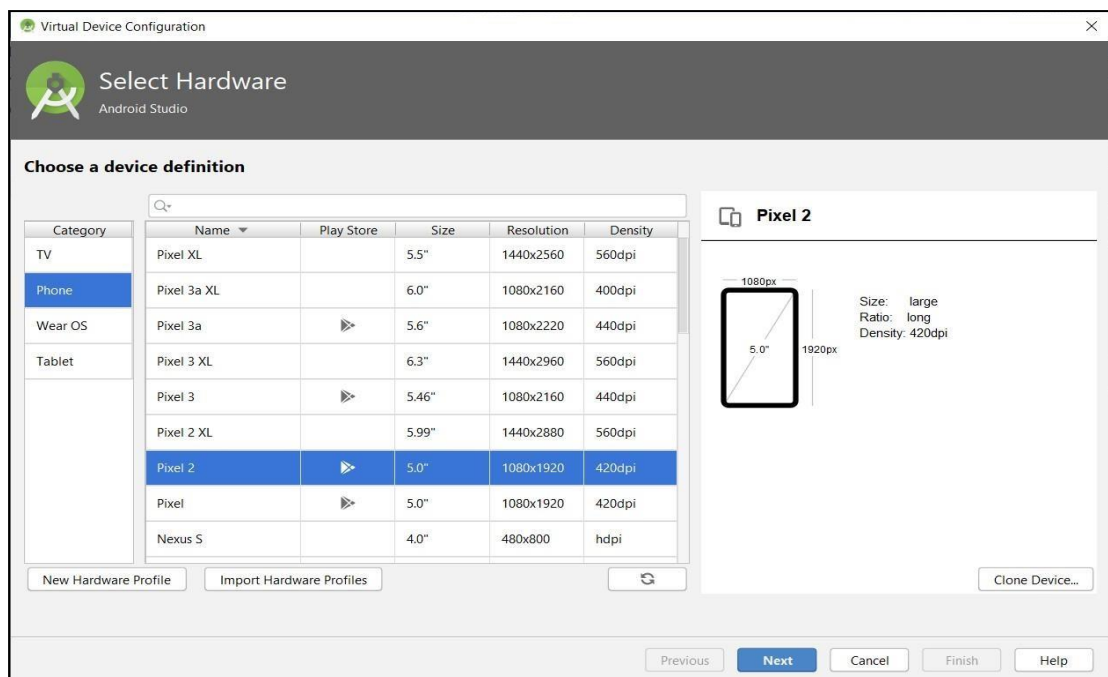 Virtual Device Configuration
Select Hardware
Android Studio
Choose a device definition
Category
TV
Phone
Wear OS
Tablet
Name Play Store Size Resolution Density
Pixel XL 5.5" 1440x2560 560dpi
Pixel 3a XL 6.0" 1080x2160 400dpi
Pixel 3a 5.6" 1080x2220 440dpi
Pixel 3 XL 6.3" 1440x2960 560dpi
Pixel 3 5.46" 1080x2160 440dpi
Pixel 2 XL 5.99" 1440x2880 560dpi
Pixel 2 5.0" 1080x1920 420dpi
Pixel 5.0" 1080x1920 420dpi
Nexus S 4.0" 480x800 hdpi
New Hardware Profile Import Hardware Profiles
Pixel 2
1080px
5.0" 1920px
Size: large
Ratio: long
Density: 420dpi
Clone Device...
Previous Next Cancel Finish Help